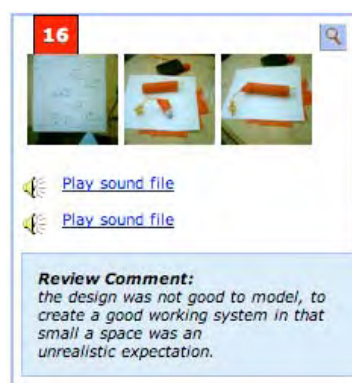 16
Play sound file
Play sound file
Review Comment:
the design was not good to model, to
create a good working system in that
small a space was an
unrealistic expectation.